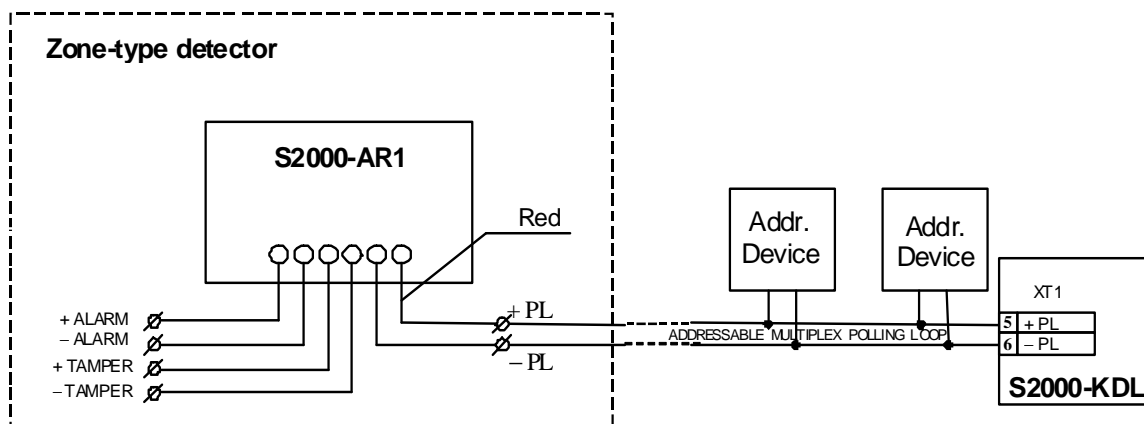 Zone-type detector
S2000-AR1
Red
+ ALARM
– ALARM
+ TAMPER
– TAMPER
+ PL
– PL
ADDRESSABLE MULTIPLEX POLLING LOOP
Addr.
Device
Addr.
Device
XT1
5 + PL
6 – PL
S2000-KDL